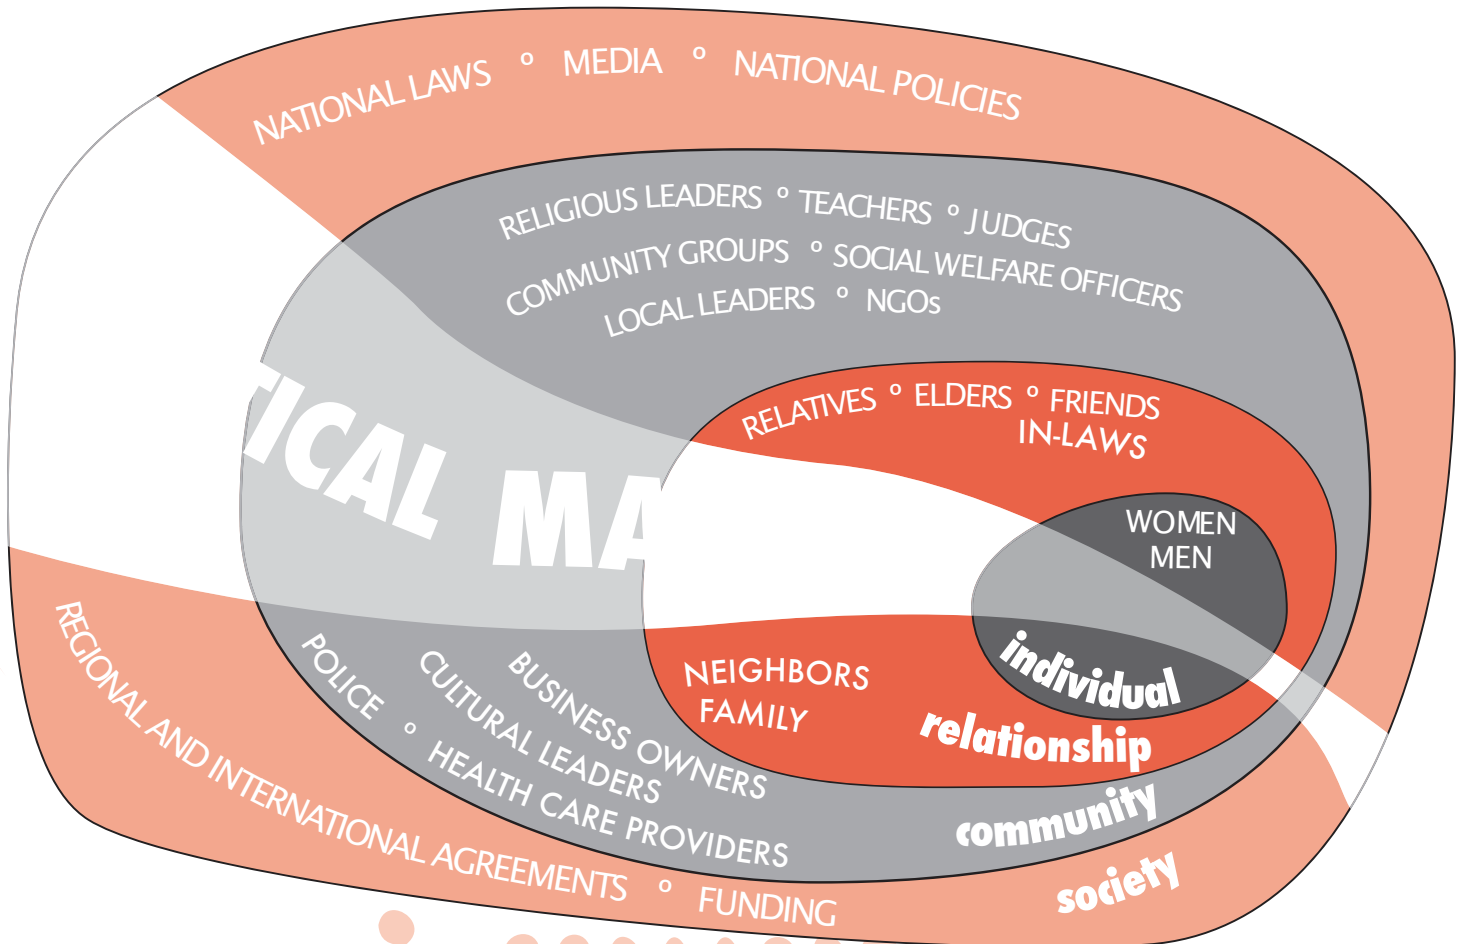 NATIONAL LAWS ° MEDIA ° NATIONAL POLICIES
RELIGIOUS LEADERS ° TEACHERS ° JUDGES
COMMUNITY GROUPS ° SOCIAL WELFARE OFFICERS
LOCAL LEADERS ° NGOs
RELATIVES ° ELDERS ° FRIENDS
IN-LAWS
TICAL MA
WOMEN
MEN
individual
NEIGHBORS
FAMILY
relationship
BUSINESS OWNERS
CULTURAL LEADERS
POLICE ° HEALTH CARE PROVIDERS
community
REGIONAL AND INTERNATIONAL AGREEMENTS ° FUNDING
society